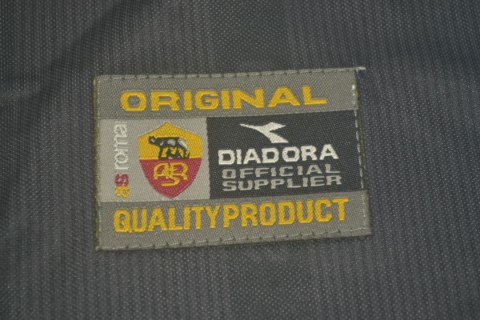 ORIGINAL
as roma
ASR
DIADORA
OFFICIAL
SUPPLIER
QUALITY PRODUCT